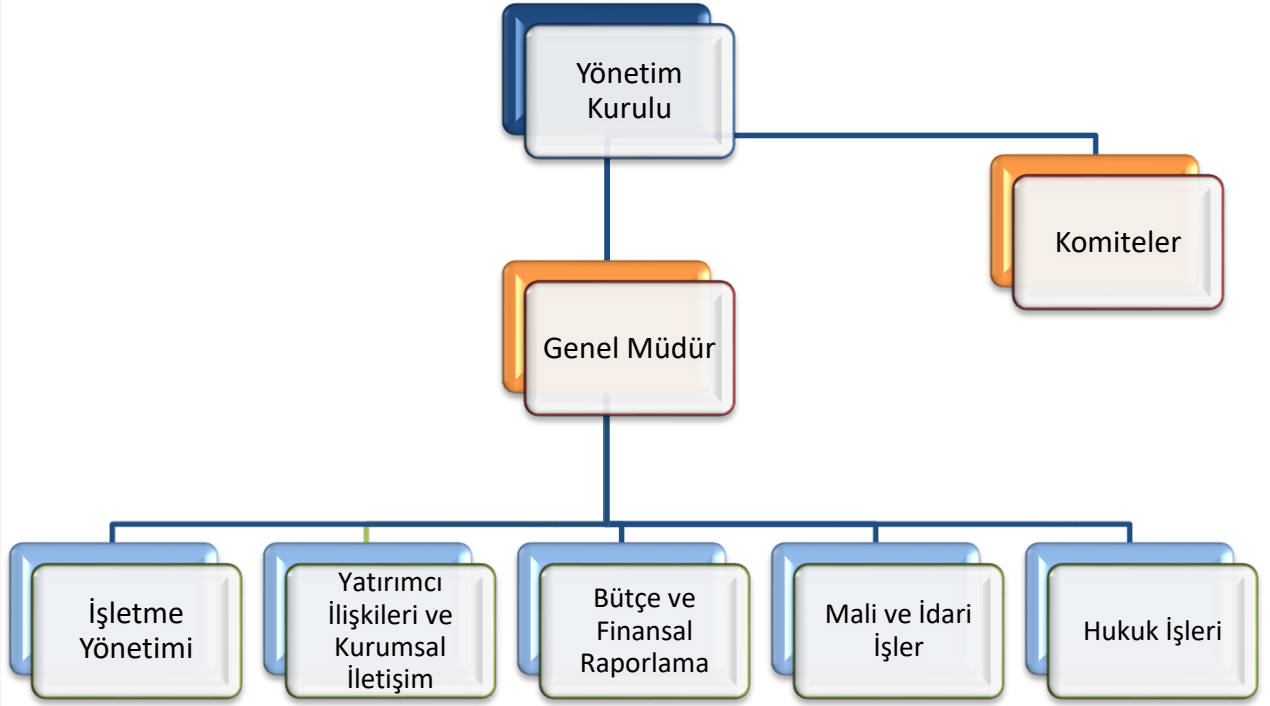 Yönetim
Kurulu
Komiteler
Genel Müdür
İşletme
Yönetimi
Yatırımcı
İlişkileri ve
Kurumsal
İletişim
Bütçe ve
Finansal
Raporlama
Mali ve İdari
İşler
Hukuk İşleri